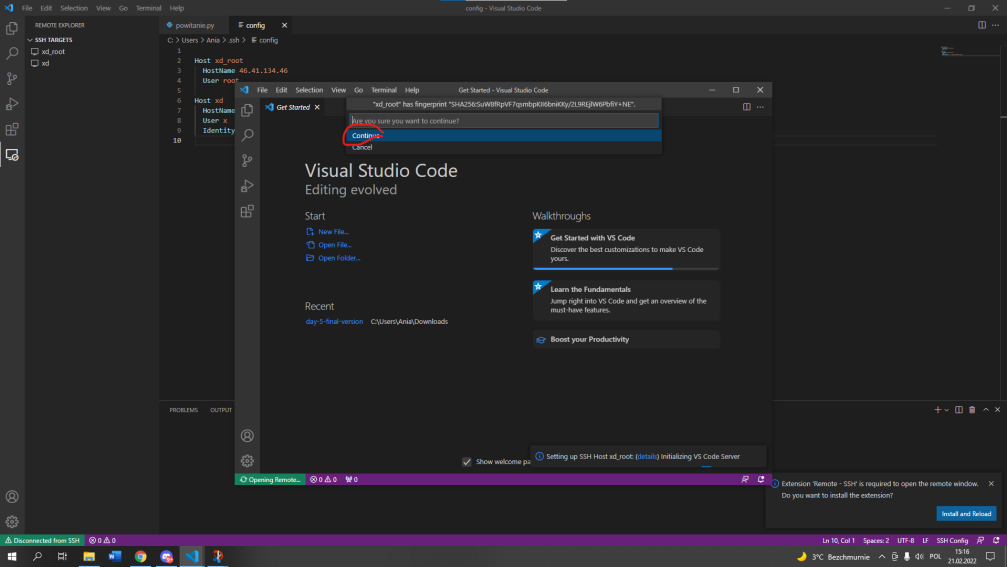 File Edit Selection View Go Terminal Help
config - Visual Studio Code
REMOTE EXPLORER
powitanie.py
config
SSH TARGETS
xd_root
xd
C: > Users > Ania > .ssh > config
1
2 Host xd_root
3 HostName 46.41.134.46
4 User root
5
6 Host xd
7 HostName
8 User x
9 Identity
10
File Edit Selection View Go Terminal Help
Get Started - Visual Studio Code
Get Started
Are you sure you want to continue?
Continue
Cancel
Visual Studio Code
Editing evolved
Start
New File...
Open File...
Open Folder...
Recent
day-5-final-version C:\Users\Ania\Downloads
Walkthroughs
Get Started with VS Code
Discover the best customizations to make VS Code
yours.
Learn the Fundamentals
Jump right into VS Code and get an overview of the
must-have features.
Boost your Productivity
Show welcome pa
Setting up SSH Host xd_root: (details) Initializing VS Code Server
Opening Remote...
0 0 0
PROBLEMS OUTPUT
Extension 'Remote - SSH' is required to open the remote window.
Do you want to install the extension?
Install and Reload
Disconnected from SSH 0 0
Ln 10, Col 1 Spaces: 2 UTF-8 LF SSH Config
3°C Bezchmurnie
POL
15:16
21.02.2022